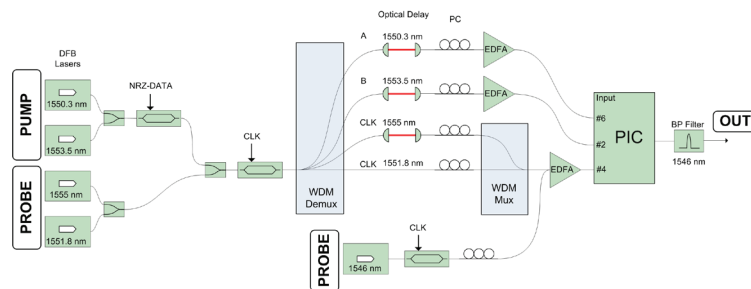 DFB
Lasers
PUMP
1550.3 nm
1553.5 nm
NRZ-DATA
PROBE
1555 nm
1551.8 nm
CLK
WDM
Demux
Optical Delay
PC
A
1550.3 nm
EDFA
B
1553.5 nm
EDFA
CLK
1555 nm
CLK
1551.8 nm
WDM
Mux
EDFA
PROBE
1546 nm
CLK
Input
#6
#2
#4
PIC
BP Filter
1546 nm
OUT